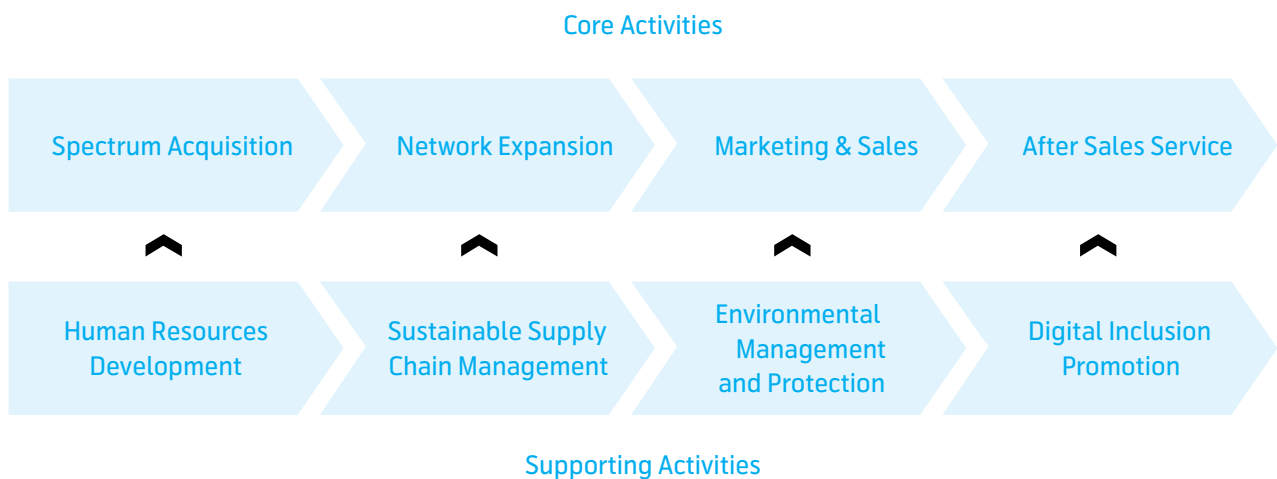 Core Activities
Spectrum Acquisition
Network Expansion
Marketing & Sales
After Sales Service
Human Resources
Development
Sustainable Supply
Chain Management
Environmental
Management
and Protection
Digital Inclusion
Promotion
Supporting Activities